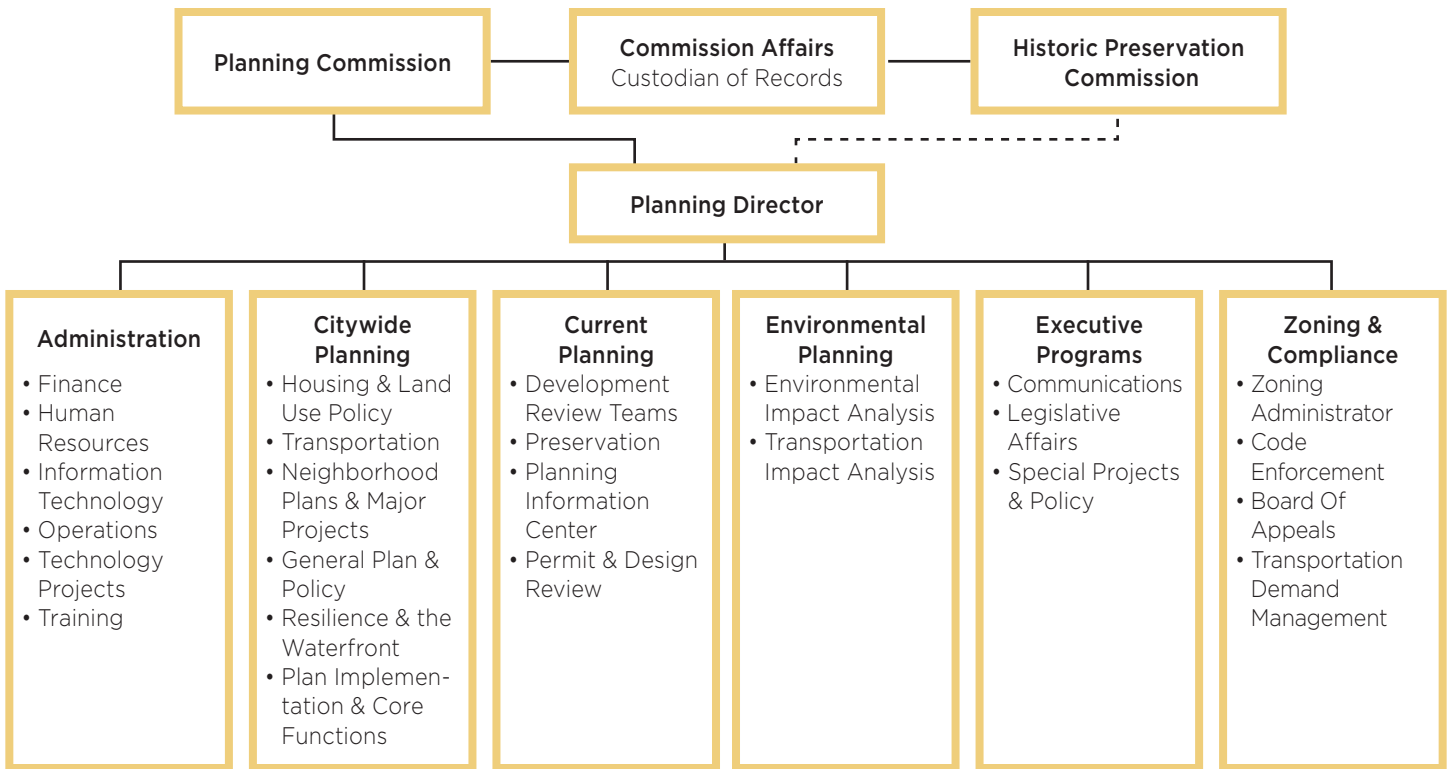 Planning Commission
Commission Affairs
Custodian of Records
Historic Preservation
Commission
Planning Director
Administration
• Finance
• Human
Resources
• Information
Technology
• Operations
• Technology
Projects
• Training
Citywide
Planning
• Housing & Land
Use Policy
• Transportation
• Neighborhood
Plans & Major
Projects
• General Plan &
Policy
• Resilience & the
Waterfront
• Plan Implemen-
tation & Core
Functions
Current
Planning
• Development
Review Teams
• Preservation
• Planning
Information
Center
• Permit & Design
Review
Environmental
Planning
• Environmental
Impact Analysis
• Transportation
Impact Analysis
Executive
Programs
• Communications
• Legislative
Affairs
• Special Projects
& Policy
Zoning &
Compliance
• Zoning
Administrator
• Code
Enforcement
• Board Of
Appeals
• Transportation
Demand
Management